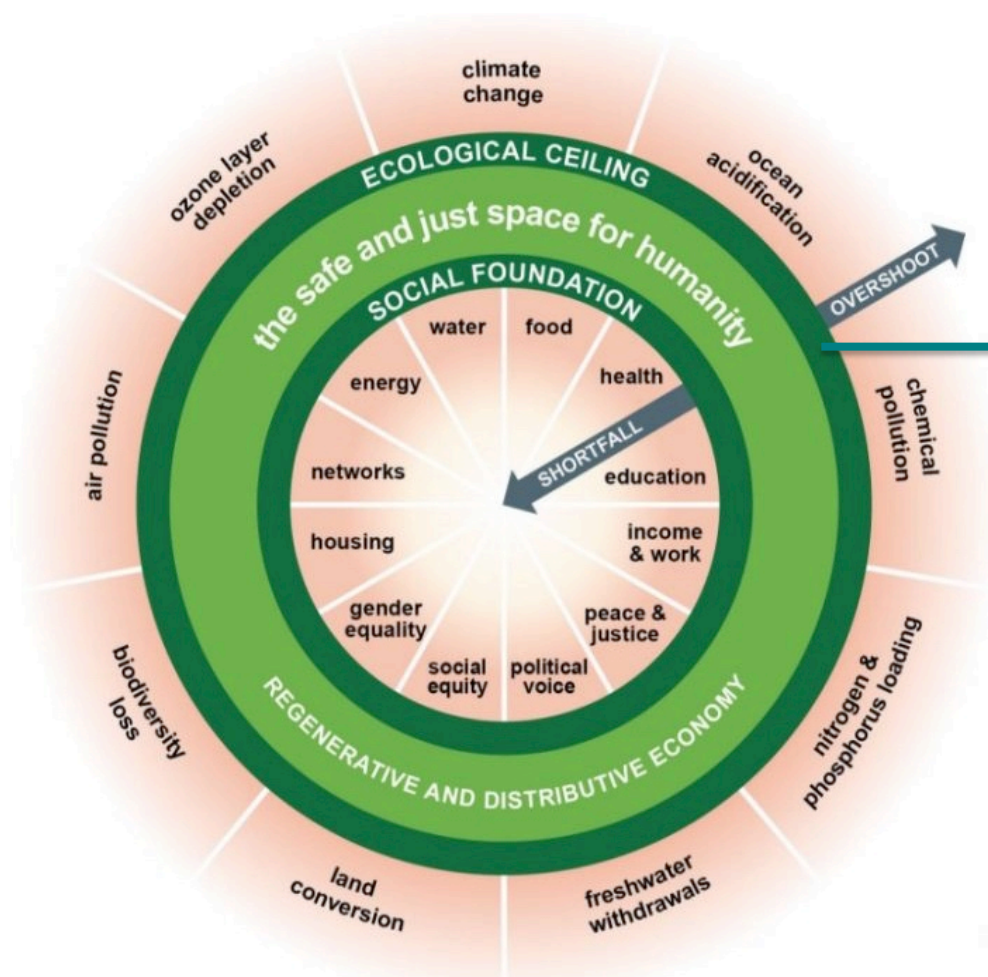 climate
change
ocean
acidification
OVERSHOOT
chemical
pollution
nitrogen &
phosphorus loading
freshwater
withdrawals
land
conversion
biodiversity
loss
air pollution
ozone layer
depletion
ECOLOGICAL CEILING
the safe and just space for humanity
SOCIAL FOUNDATION
water
food
health
SHORTFALL
education
income
& work
peace &
justice
political
voice
social
equity
gender
equality
housing
networks
energy
REGENERATIVE AND DISTRIBUTIVE ECONOMY